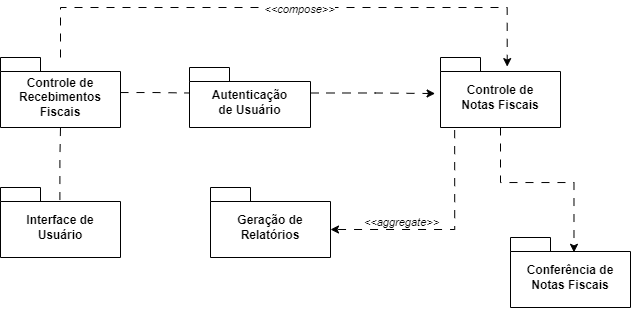 <<compose>>
Controle de
Recebimentos
Fiscais
Autenticação
de Usuário
Controle de
Notas Fiscais
Interface de
Usuário
Geração de
Relatórios
<<aggregate>>
Conferência de
Notas Fiscais